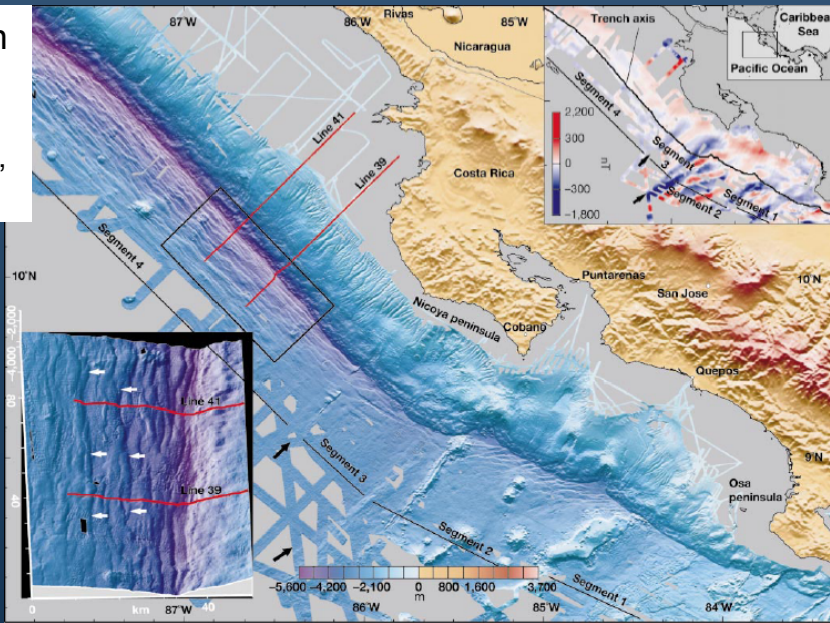 n
,
87°W
86°W
85°W
Rivas
Nicaragua
Trench axis
Caribbea
Sea
Pacific Ocean
Segment 4
Segment
3
Segment 2
Segment 1
2,200
300
0
-300
-1,800
nT
Line 41
Line 39
Costa Rica
N
10°N
Segment 4
Nicoya peninsula
Cobano
Puntarenas
San Jose
10°N
Quepos
9°N
Osa
peninsula
Segment 3
Segment 2
Segment 1
Line 41
Line 39
80
40
0
km
40
87°W
-5,600 -4,200 -2,100 0 800 1,600 3,700
m
86°W
85°W
84°W